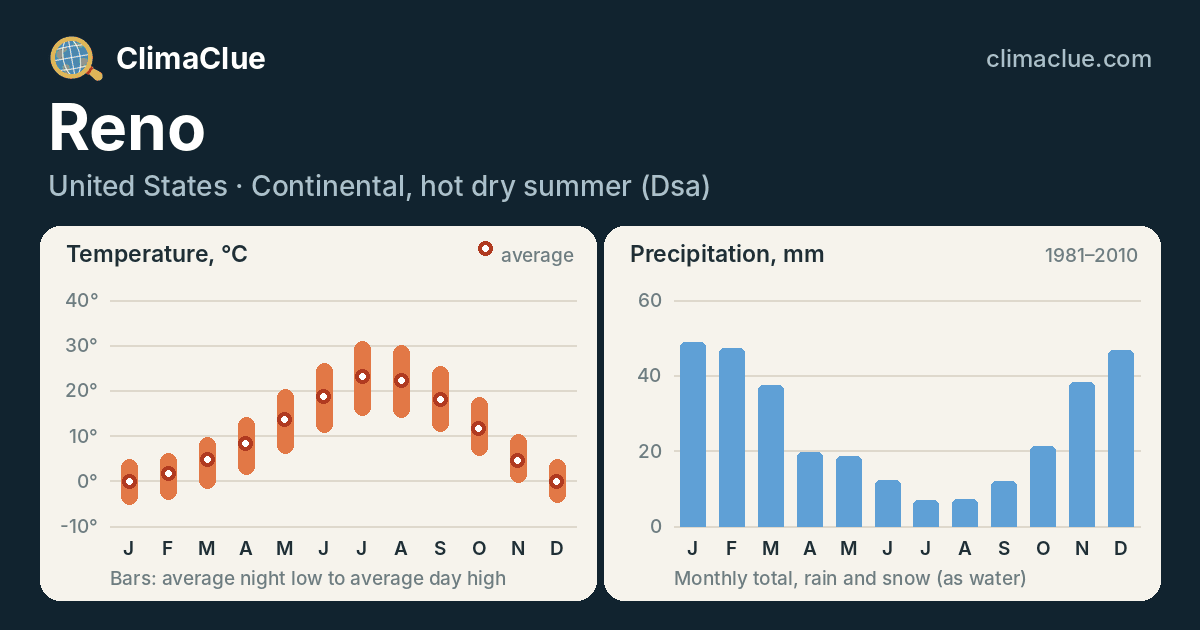 ClimaClue
climaclue.com
Reno
United States · Continental, hot dry summer (Dsa)
Temperature, °C
average
40°
30°
20°
10°
0°
-10°
J F M A M J J A S O N D
Bars: average night low to average day high
Precipitation, mm
1981–2010
60
40
20
0
J F M A M J J A S O N D
Monthly total, rain and snow (as water)